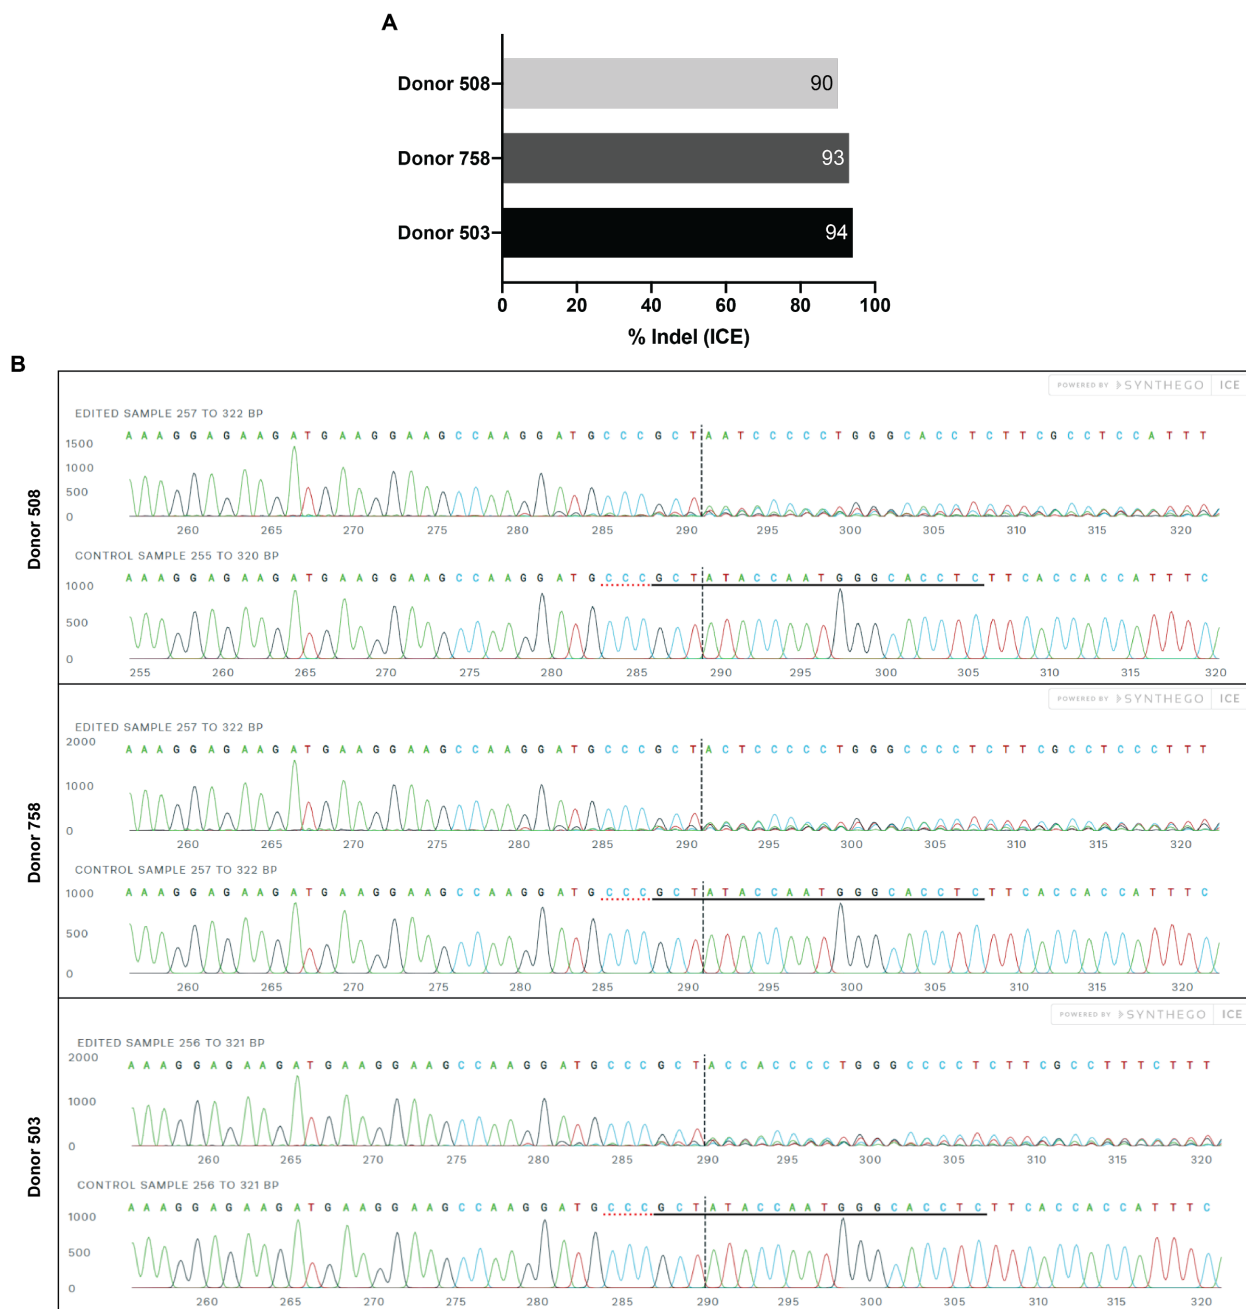 A
Donor 508
90
Donor 758
93
Donor 503
94
0 20 40 60 80 100
% Indel (ICE)
B
Donor 508
POWERED BY SYNTHEGO ICE
EDITED SAMPLE 257 TO 322 BP
A A A G G A G A A G A T G A A G G A A G C C A A G G A T G C C C G C T A A T C C C C C T G G G C A C C T C T T C G C C T C C A T T T
1500
1000
500
0
260 265 270 275 280 285 290 295 300 305 310 315 320
CONTROL SAMPLE 255 TO 320 BP
A A A G G A G A A G A T G A A G G A A G C C A A G G A T G C C C G C T A T A C C A A T G G G C A C C T C T T C A C C A C C A T T T C
1000
500
0
255 260 265 270 275 280 285 290 295 300 305 310 315 320
Donor 758
POWERED BY SYNTHEGO ICE
EDITED SAMPLE 257 TO 322 BP
A A A G G A G A A G A T G A A G G A A G C C A A G G A T G C C C G C T A C T C C C C C T G G G C C C C T C T T C G C C T C C C T T T
2000
1000
0
260 265 270 275 280 285 290 295 300 305 310 315 320
CONTROL SAMPLE 257 TO 322 BP
A A A G G A G A A G A T G A A G G A A G C C A A G G A T G C C C G C T A T A C C A A T G G G C A C C T C T T C A C C A C C A T T T C
1000
500
0
260 265 270 275 280 285 290 295 300 305 310 315 320
Donor 503
POWERED BY SYNTHEGO ICE
EDITED SAMPLE 256 TO 321 BP
A A A G G A G A A G A T G A A G G A A G C C A A G G A T G C C C G C T A C C A C C C C T G G G C C C C T C T T C G C C T T T C T T T
2000
1000
0
260 265 270 275 280 285 290 295 300 305 310 315 320
CONTROL SAMPLE 256 TO 321 BP
A A A G G A G A A G A T G A A G G A A G C C A A G G A T G C C C G C T A T A C C A A T G G G C A C C T C T T C A C C A C C A T T T C
1000
500
0
260 265 270 275 280 285 290 295 300 305 310 315 320